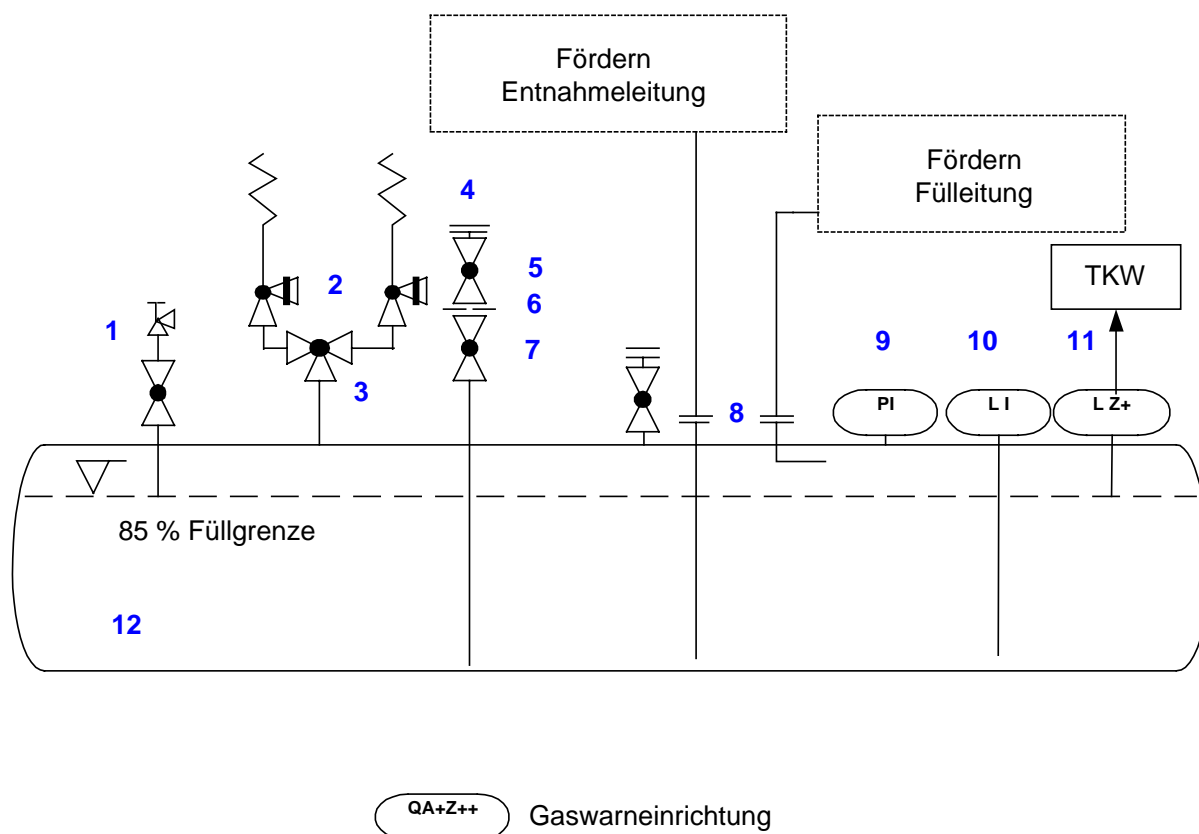 Fördern
Entnahmeleitung
Fördern
Fülleitung
4
TKW
2
5
6
1
7
9
10
11
3
8
PI
L I
L Z+
85 % Füllgrenze
12
QA+Z++
Gaswarneinrichtung